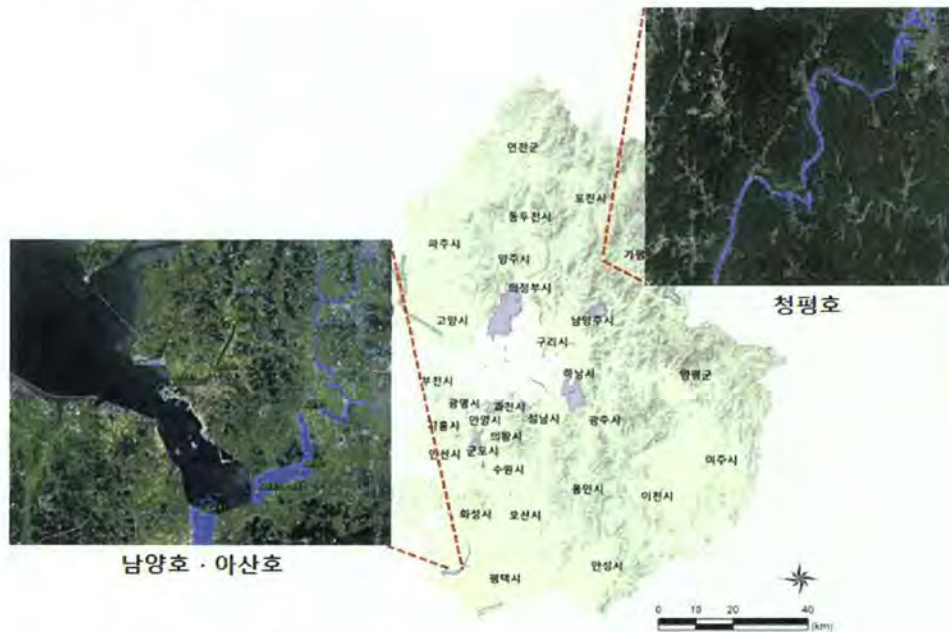 연천군
포천시
동두천시
파주시
가평
양주시
의정부시
청평호
고양시
남양주시
구리시
하남시
양평군
부천시
광명시
과천시
시흥시
안양시
성남시
광주시
의왕시
안산시
군포시
여주시
수원시
용인시
이천시
화성시
오산시
남양호 · 아산호
평택시
안성시
0 10 20 40
(km)